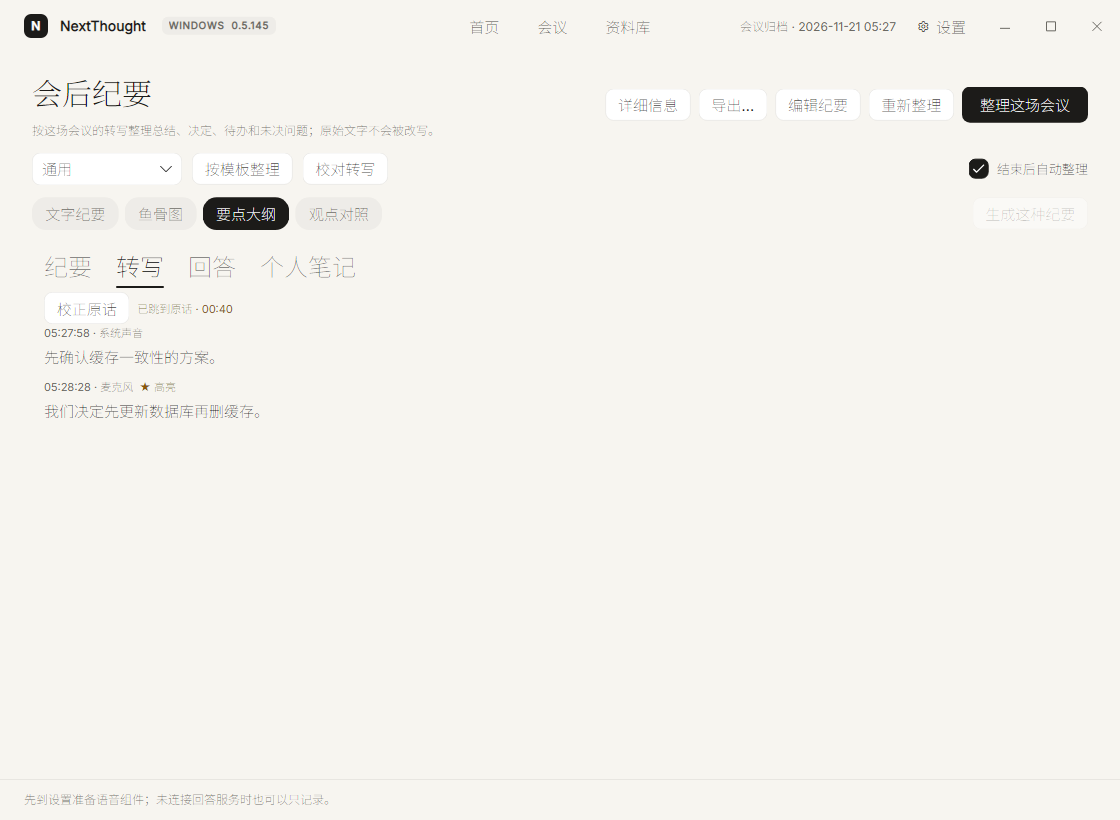 N NextThought WINDOWS 0.5.145 首页 会议 资料库 会议归档 · 2026-11-21 05:27 设置
会后纪要
详细信息 导出... 编辑纪要 重新整理 整理这场会议
按这场会议的转写整理总结、决定、待办和未决问题；原始文字不会被改写。
通用 按模板整理 校对转写 结束后自动整理
文字纪要 鱼骨图 要点大纲 观点对照 生成这种纪要
纪要 转写 回答 个人笔记
校正原话 已跳到原话 · 00:40
05:27:58 · 系统声音
先确认缓存一致性的方案。
05:28:28 · 麦克风 ★ 高亮
我们决定先更新数据库再删缓存。
先到设置准备语音组件；未连接回答服务时也可以只记录。